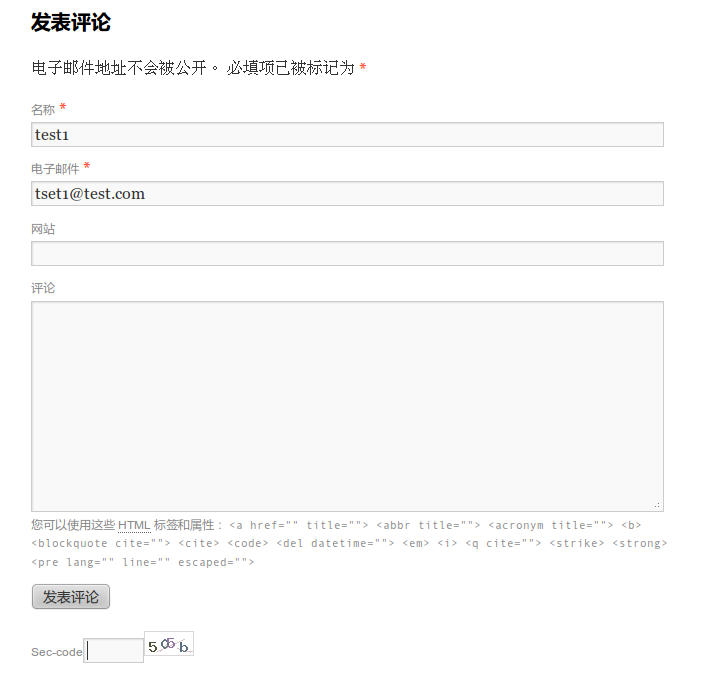 发表评论
电子邮件地址不会被公开。 必填项已被标记为 *
名称 *
test1
电子邮件 *
tset1@test.com
网站
评论
您可以使用这些 HTML 标签和属性： <a href="" title=""> <abbr title=""> <acronym title=""> <b>
<blockquote cite=""> <cite> <code> <del datetime=""> <em> <i> <q cite=""> <strike> <strong>
<pre lang="" line="" escaped="">
发表评论
Sec-code